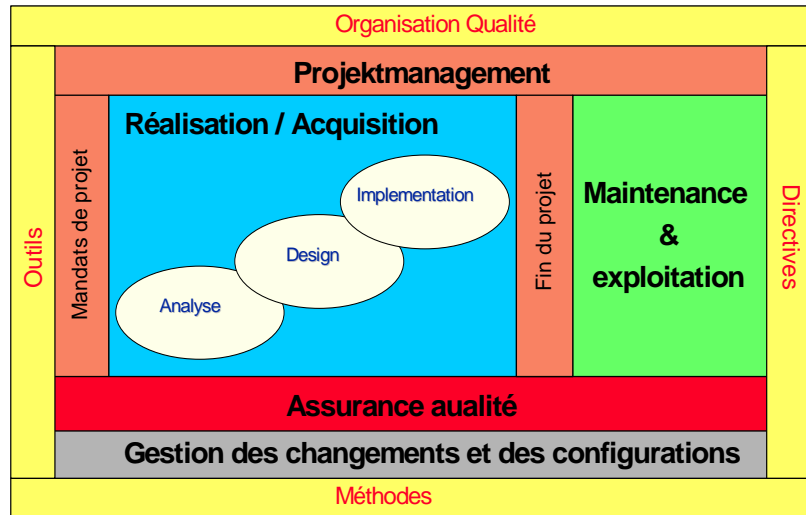 Organisation Qualité
Projektmanagement
Outils
Mandats de projet
Réalisation / Acquisition
Implementation
Design
Analyse
Fin du projet
Maintenance
&
exploitation
Directives
Assurance aualité
Gestion des changements et des configurations
Méthodes